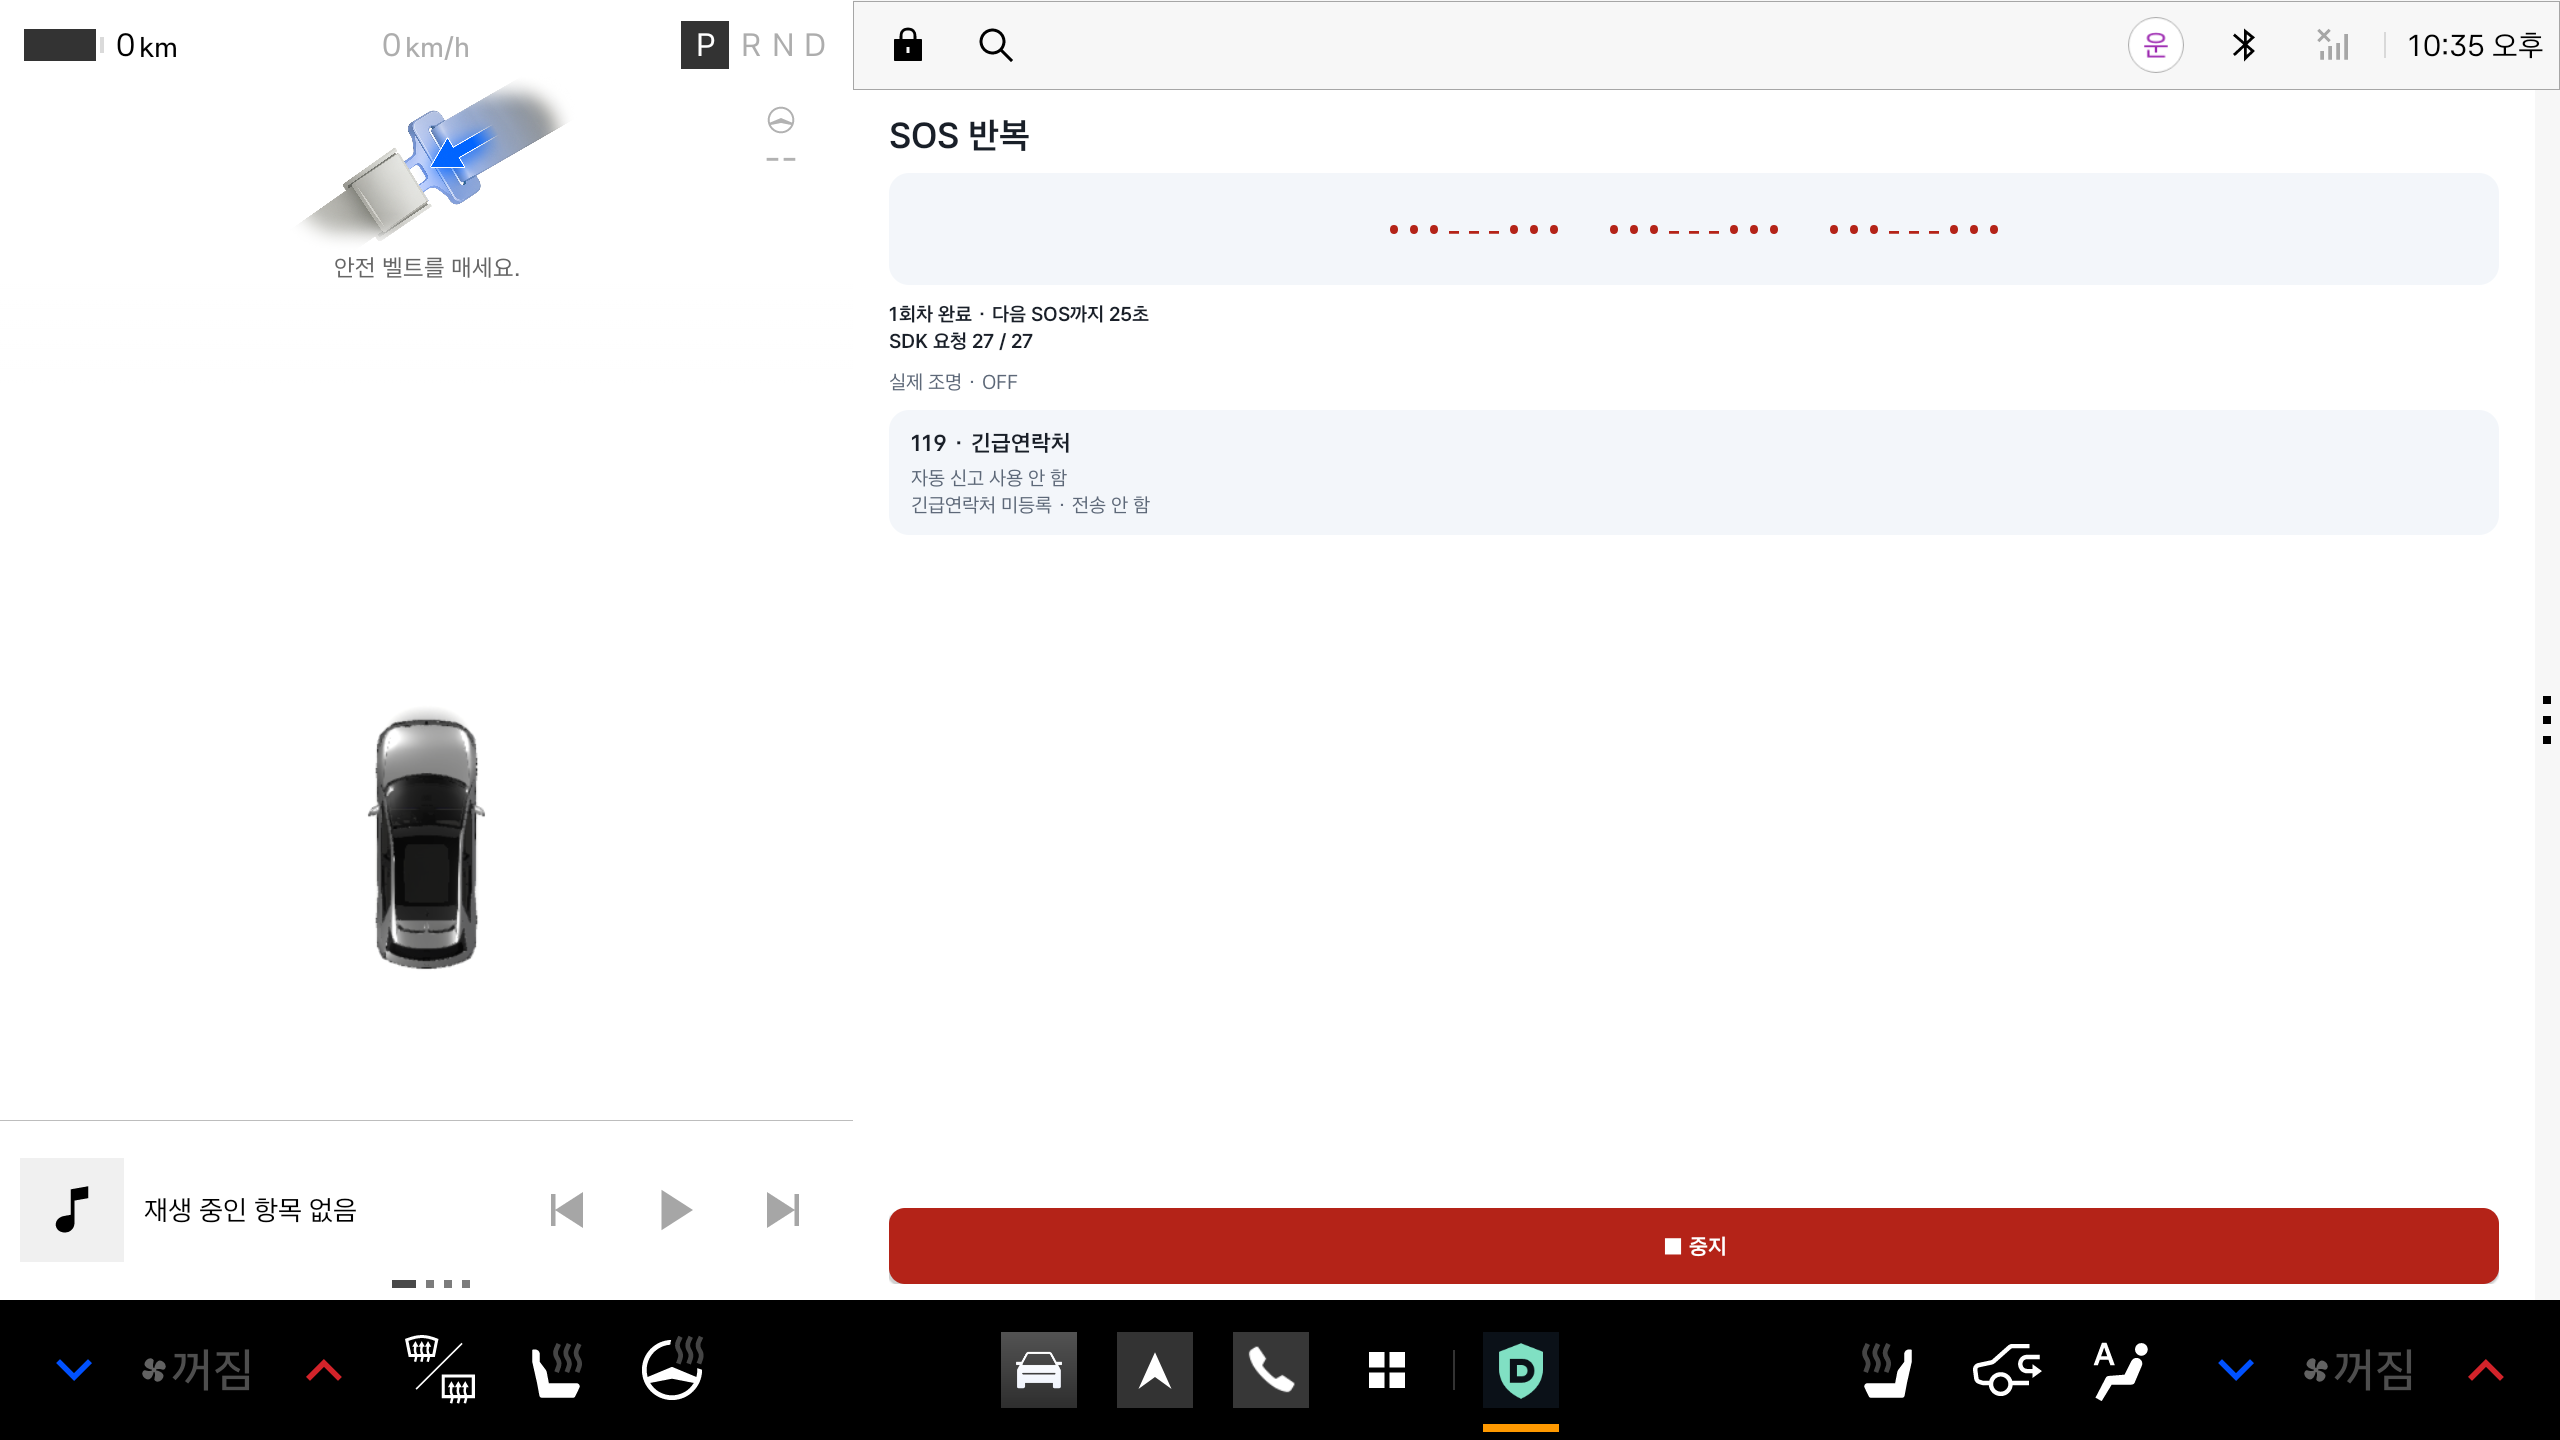 0 km
0 km/h
P R N D
운
10:35 오후
안전 벨트를 매세요.
SOS 반복
1회차 완료 · 다음 SOS까지 25초
SDK 요청 27 / 27
실제 조명 · OFF
119 · 긴급연락처
자동 신고 사용 안 함
긴급연락처 미등록 · 전송 안 함
재생 중인 항목 없음
중지
꺼짐
D
A
꺼짐